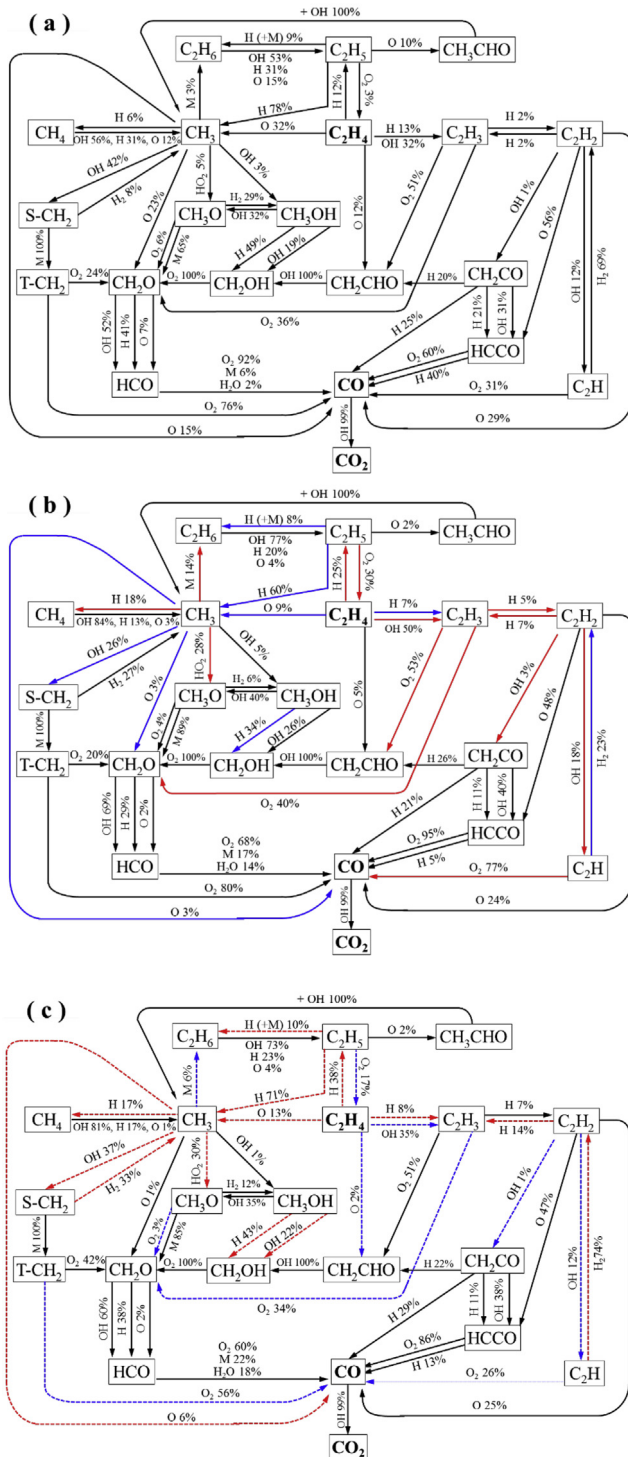 ( a )
+ OH 100%
C₂H₆
H (+M) 9%
OH 53%
H 31%
O 15%
C₂H₅
O 10%
CH₃CHO
M 3%
H 78%
H 12%
O₂ 3%
CH₄
H 6%
OH 56%, H 31%, O 12%
CH₃
O 32%
C₂H₄
H 13%
OH 32%
C₂H₃
H 2%
H 2%
C₂H₂
OH 42%
H₂ 8%
O 23%
HO₂ 5%
OH 3%
O 12%
O₂ 51%
OH 1%
O 56%
OH 12%
H₂ 69%
S-CH₂
CH₃O
H₂ 29%
OH 32%
CH₃OH
M 100%
O₂ 6%
M 65%
H 49%
OH 19%
T-CH₂
O₂ 24%
CH₂O
O₂ 100%
CH₂OH
OH 100%
CH₂CHO
H 20%
CH₂CO
OH 52%
H 41%
O 7%
O₂ 36%
H 25%
H 21%
OH 31%
HCO
O₂ 92%
M 6%
H₂O 2%
CO
O₂ 60%
H 40%
HCCO
C₂H
O₂ 76%
O₂ 31%
O 15%
OH 99%
O 29%
CO₂
( b )
+ OH 100%
C₂H₆
H (+M) 8%
OH 77%
H 20%
O 4%
C₂H₅
O 2%
CH₃CHO
M 14%
H 60%
H 25%
O₂ 30%
CH₄
H 18%
OH 84%, H 13%, O 3%
CH₃
O 9%
C₂H₄
H 7%
OH 50%
C₂H₃
H 5%
H 7%
C₂H₂
OH 26%
H₂ 27%
O 3%
HO₂ 28%
OH 5%
O 5%
O₂ 53%
OH 3%
O 48%
OH 18%
H₂ 23%
S-CH₂
CH₃O
H₂ 6%
OH 40%
CH₃OH
M 100%
O₂ 4%
M 89%
H 34%
OH 26%
T-CH₂
O₂ 20%
CH₂O
O₂ 100%
CH₂OH
OH 100%
CH₂CHO
H 26%
CH₂CO
OH 69%
H 29%
O 2%
O₂ 40%
H 21%
H 11%
OH 40%
HCO
O₂ 68%
M 17%
H₂O 14%
CO
O₂ 95%
H 5%
HCCO
C₂H
O₂ 80%
O₂ 77%
O 3%
OH 99%
O 24%
CO₂
( c )
+ OH 100%
C₂H₆
H (+M) 10%
OH 73%
H 23%
O 4%
C₂H₅
O 2%
CH₃CHO
M 6%
H 71%
H 38%
O₂ 17%
CH₄
H 17%
OH 81%, H 17%, O 1%
CH₃
O 13%
C₂H₄
H 8%
OH 35%
C₂H₃
H 7%
H 14%
C₂H₂
OH 37%
H₂ 33%
O 1%
HO₂ 30%
OH 1%
O 2%
O₂ 51%
OH 1%
O 47%
OH 12%
H₂74%
S-CH₂
CH₃O
H₂ 12%
OH 35%
CH₃OH
M 100%
O₂ 3%
M 85%
H 43%
OH 22%
T-CH₂
O₂ 42%
CH₂O
O₂ 100%
CH₂OH
OH 100%
CH₂CHO
H 22%
CH₂CO
OH 60%
H 38%
O 2%
O₂ 34%
H 29%
H 11%
OH 38%
HCO
O₂ 60%
M 22%
H₂O 18%
CO
O₂ 86%
H 13%
HCCO
C₂H
O₂ 56%
O₂ 26%
O 6%
OH 99%
O 25%
CO₂